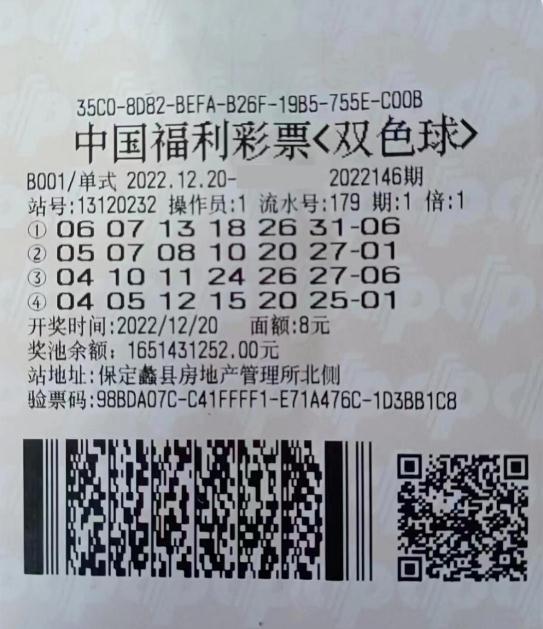 35C0-8D82-BEFA-B26F-19B5-755E-C00B
中国福利彩票<双色球>
B001/单式 2022.12.20- 2022146期
站号:13120232 操作员:1 流水号:179 期:1 倍:1
① 06 07 13 18 26 31-06
② 05 07 08 10 20 27-01
③ 04 10 11 24 26 27-06
④ 04 05 12 15 20 25-01
开奖时间:2022/12/20 面额:8元
奖池余额: 1651431252.00元
站地址:保定蠡县房地产管理所北侧
验票码:98BDA07C-C41FFFF1-E71A476C-1D3BB1C8